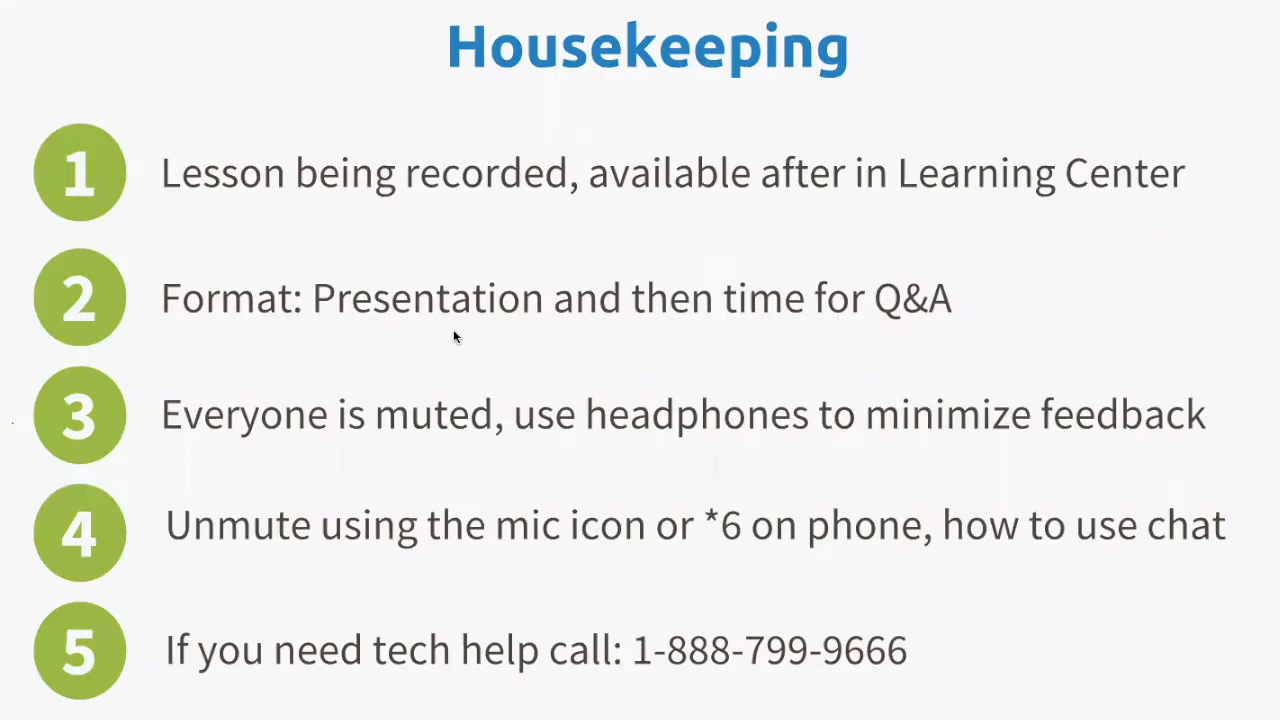 Housekeeping
1 Lesson being recorded, available after in Learning Center
2 Format: Presentation and then time for Q&A
3 Everyone is muted, use headphones to minimize feedback
4 Unmute using the mic icon or *6 on phone, how to use chat
5 If you need tech help call: 1-888-799-9666